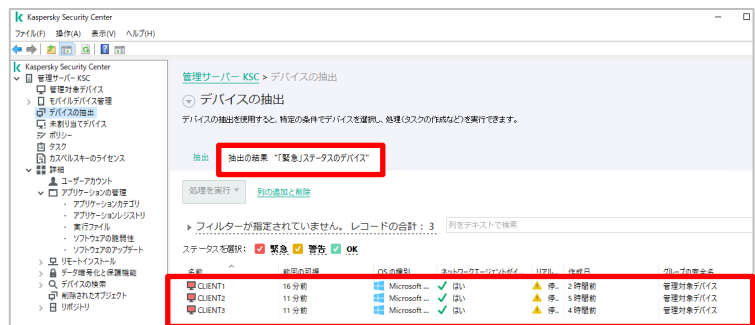 Kaspersky Security Center
ファイル(F) 操作(A) 表示(V) ヘルプ(H)
Kaspersky Security Center
管理サーバー KSC
管理対象デバイス
モバイルデバイス管理
デバイスの抽出
未割り当てデバイス
ポリシー
タスク
カスペルスキーのライセンス
詳細
ユーザーアカウント
アプリケーションの管理
アプリケーションカテゴリ
アプリケーションレジストリ
実行ファイル
ソフトウェアの脆弱性
ソフトウェアのアップデート
リモートインストール
データ暗号化と保護機能
デバイスの検索
削除されたオブジェクト
リポジトリ
管理サーバー KSC > デバイスの抽出
デバイスの抽出
デバイスの抽出を使用すると、特定の条件でデバイスを選択し、処理(タスクの作成など)を実行できます。
抽出 抽出の結果 "「緊急」ステータスのデバイス"
処理を実行 列の追加と削除
フィルターが指定されていません。 レコードの合計: 3 列をテキストで検索
ステータスを選択: 緊急 警告 OK
名前 前回の可視 OS の種別 ネットワークエージェントがイ... リアル... 作成日 グループの完全名
CLIENT1 16 分前 Microsoft ... はい 停... 2 時間前 管理対象デバイス
CLIENT2 11 分前 Microsoft ... はい 停... 5 時間前 管理対象デバイス
CLIENT3 11 分前 Microsoft ... はい 停... 4 時間前 管理対象デバイス